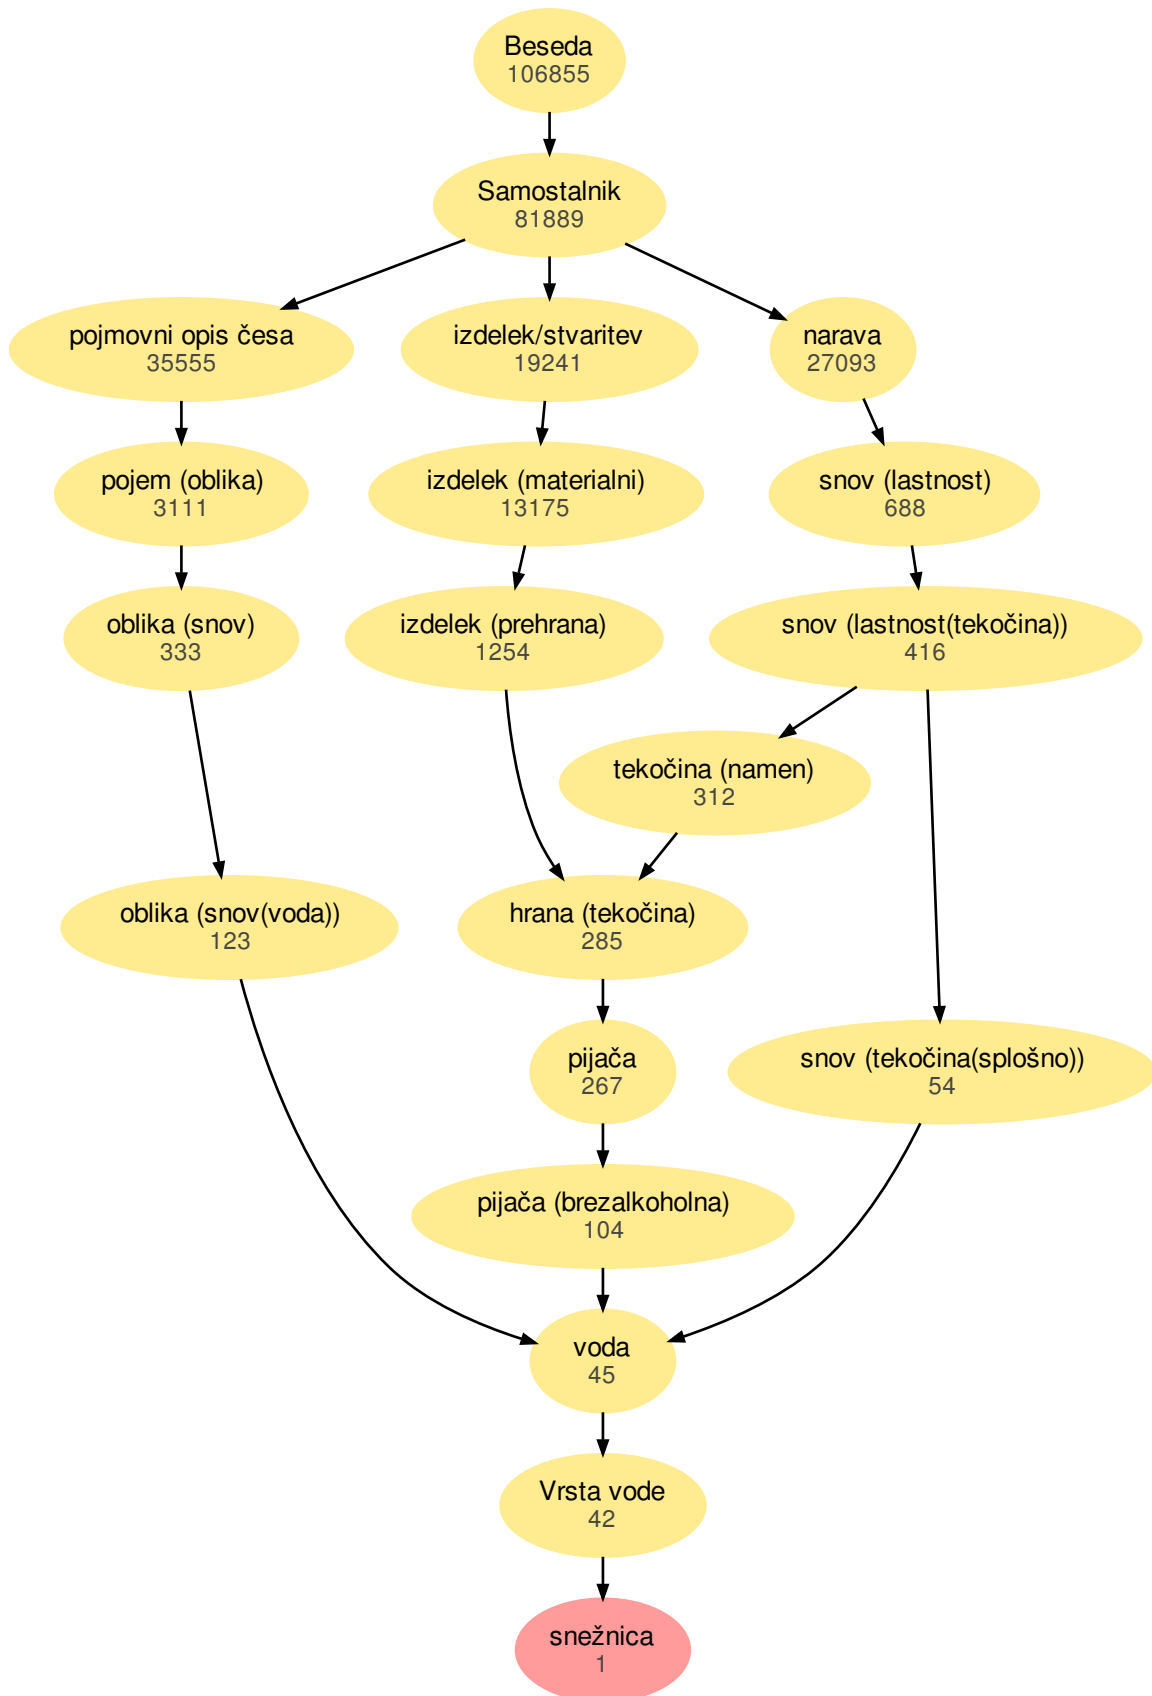 Beseda
106855
Samostalnik
81889
pojmovni opis česa
35555
izdelek/stvaritev
19241
narava
27093
pojem (oblika)
3111
izdelek (materialni)
13175
snov (lastnost)
688
oblika (snov)
333
izdelek (prehrana)
1254
snov (lastnost(tekočina))
416
tekočina (namen)
312
oblika (snov(voda))
123
hrana (tekočina)
285
pijača
267
snov (tekočina(splošno))
54
pijača (brezalkoholna)
104
voda
45
Vrsta vode
42
snežnica
1